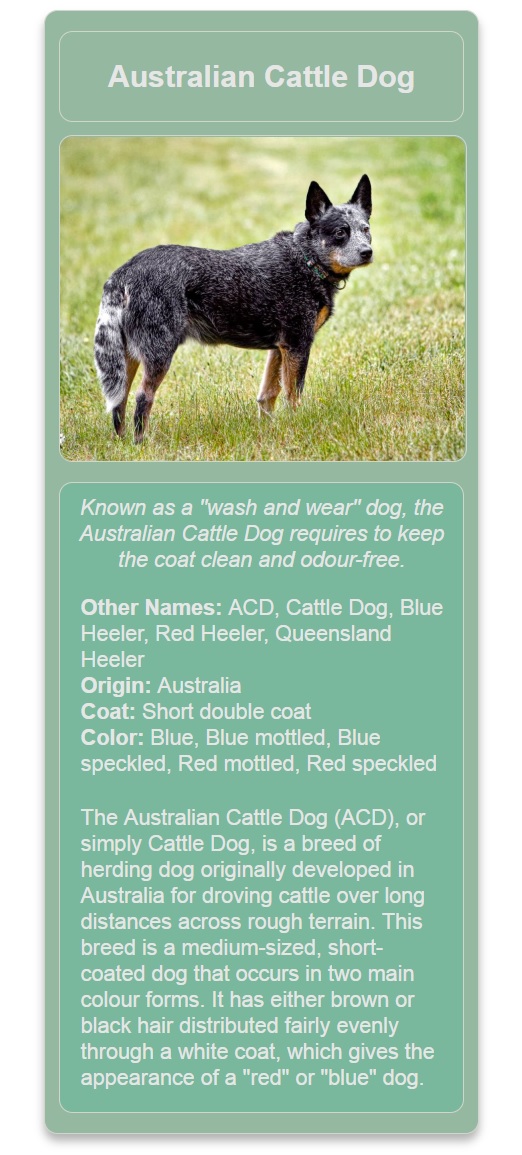 Australian Cattle Dog
Known as a "wash and wear" dog, the
Australian Cattle Dog requires to keep
the coat clean and odour-free.
Other Names: ACD, Cattle Dog, Blue
Heeler, Red Heeler, Queensland
Heeler
Origin: Australia
Coat: Short double coat
Color: Blue, Blue mottled, Blue
speckled, Red mottled, Red speckled
The Australian Cattle Dog (ACD), or
simply Cattle Dog, is a breed of
herding dog originally developed in
Australia for droving cattle over long
distances across rough terrain. This
breed is a medium-sized, short-
coated dog that occurs in two main
colour forms. It has either brown or
black hair distributed fairly evenly
through a white coat, which gives the
appearance of a "red" or "blue" dog.